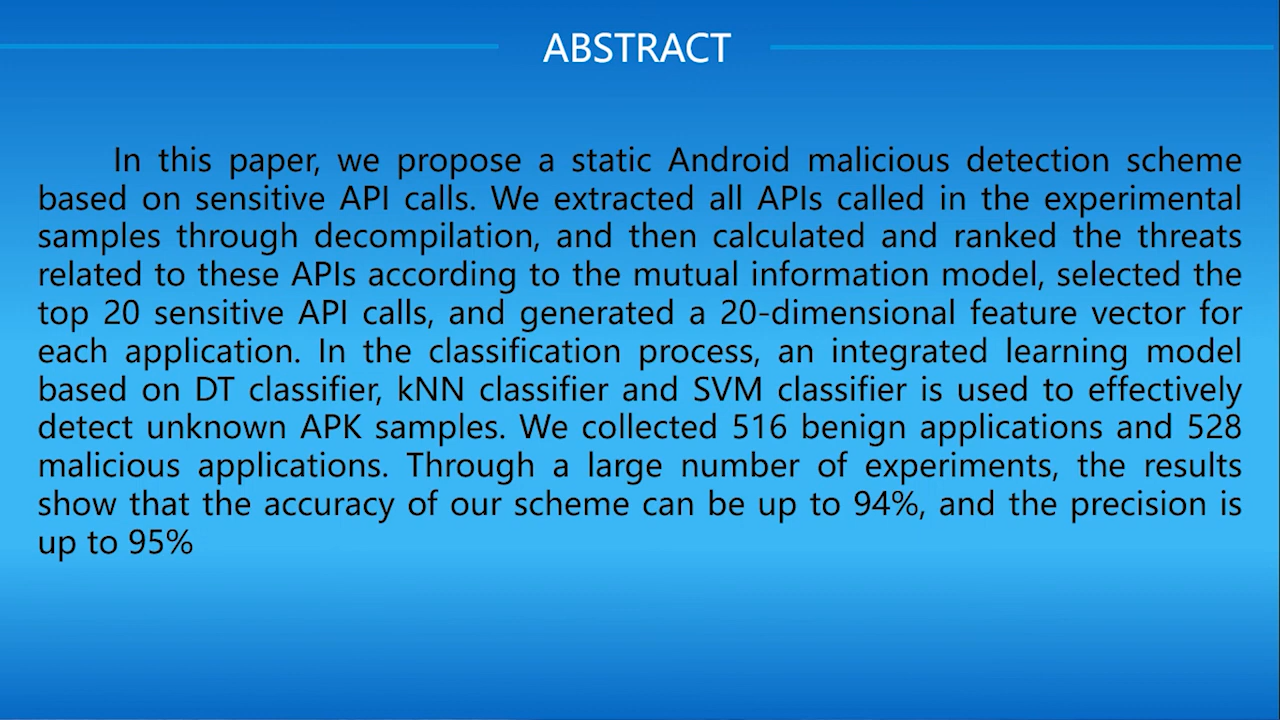 ABSTRACT
In this paper, we propose a static Android malicious detection scheme
based on sensitive API calls. We extracted all APIs called in the experimental
samples through decompilation, and then calculated and ranked the threats
related to these APIs according to the mutual information model, selected the
top 20 sensitive API calls, and generated a 20-dimensional feature vector for
each application. In the classification process, an integrated learning model
based on DT classifier, kNN classifier and SVM classifier is used to effectively
detect unknown APK samples. We collected 516 benign applications and 528
malicious applications. Through a large number of experiments, the results
show that the accuracy of our scheme can be up to 94%, and the precision is
up to 95%